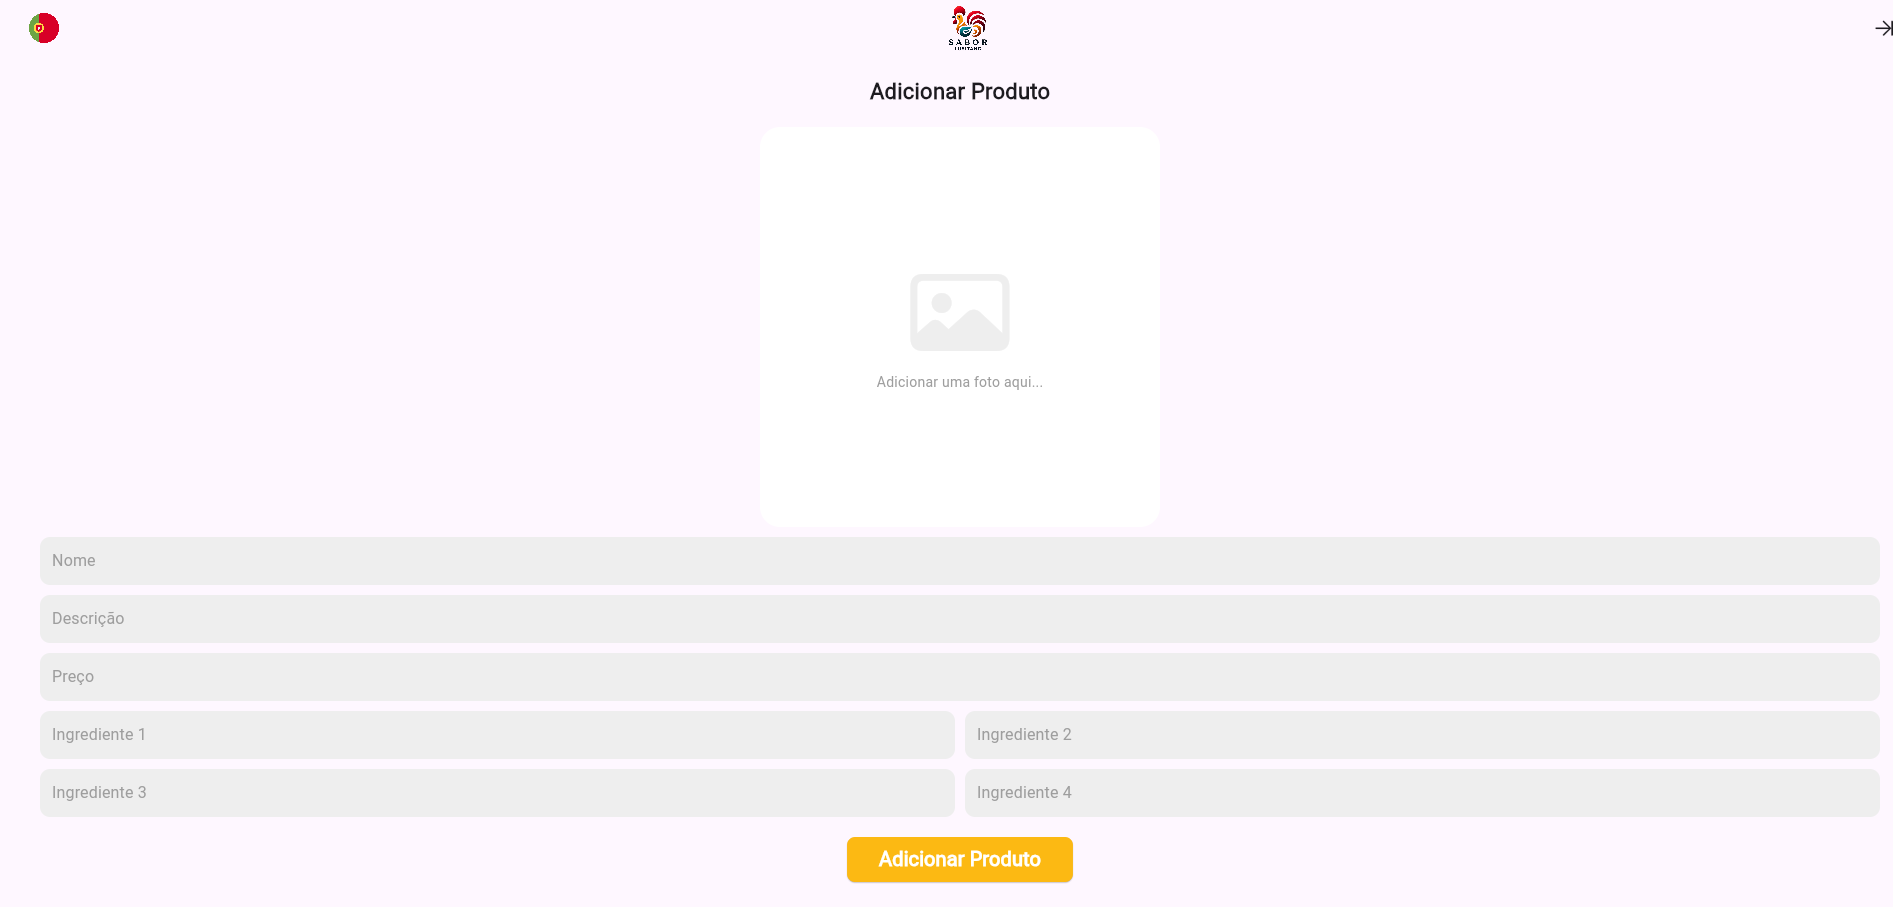 SABOR
LUSITANO
Adicionar Produto
Adicionar uma foto aqui...
Nome
Descrição
Preço
Ingrediente 1
Ingrediente 2
Ingrediente 3
Ingrediente 4
Adicionar Produto